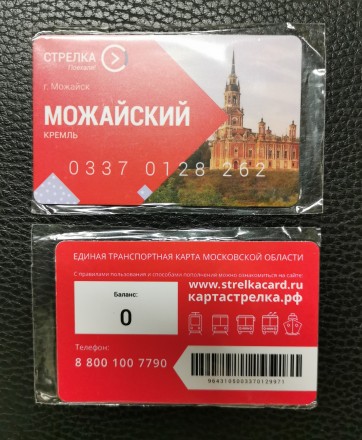 СТРЕЛКА
Поехали!
г. Можайск
МОЖАЙСКИЙ
КРЕМЛЬ
0337 0128 262
ЕДИНАЯ ТРАНСПОРТНАЯ КАРТА МОСКОВСКОЙ ОБЛАСТИ
С правилами пользования и способами пополнения можно ознакомиться на сайте:
www.strelkacard.ru
картастрелка.рф
Баланс:
0
Телефон:
8 800 100 7790
9643105003370129971